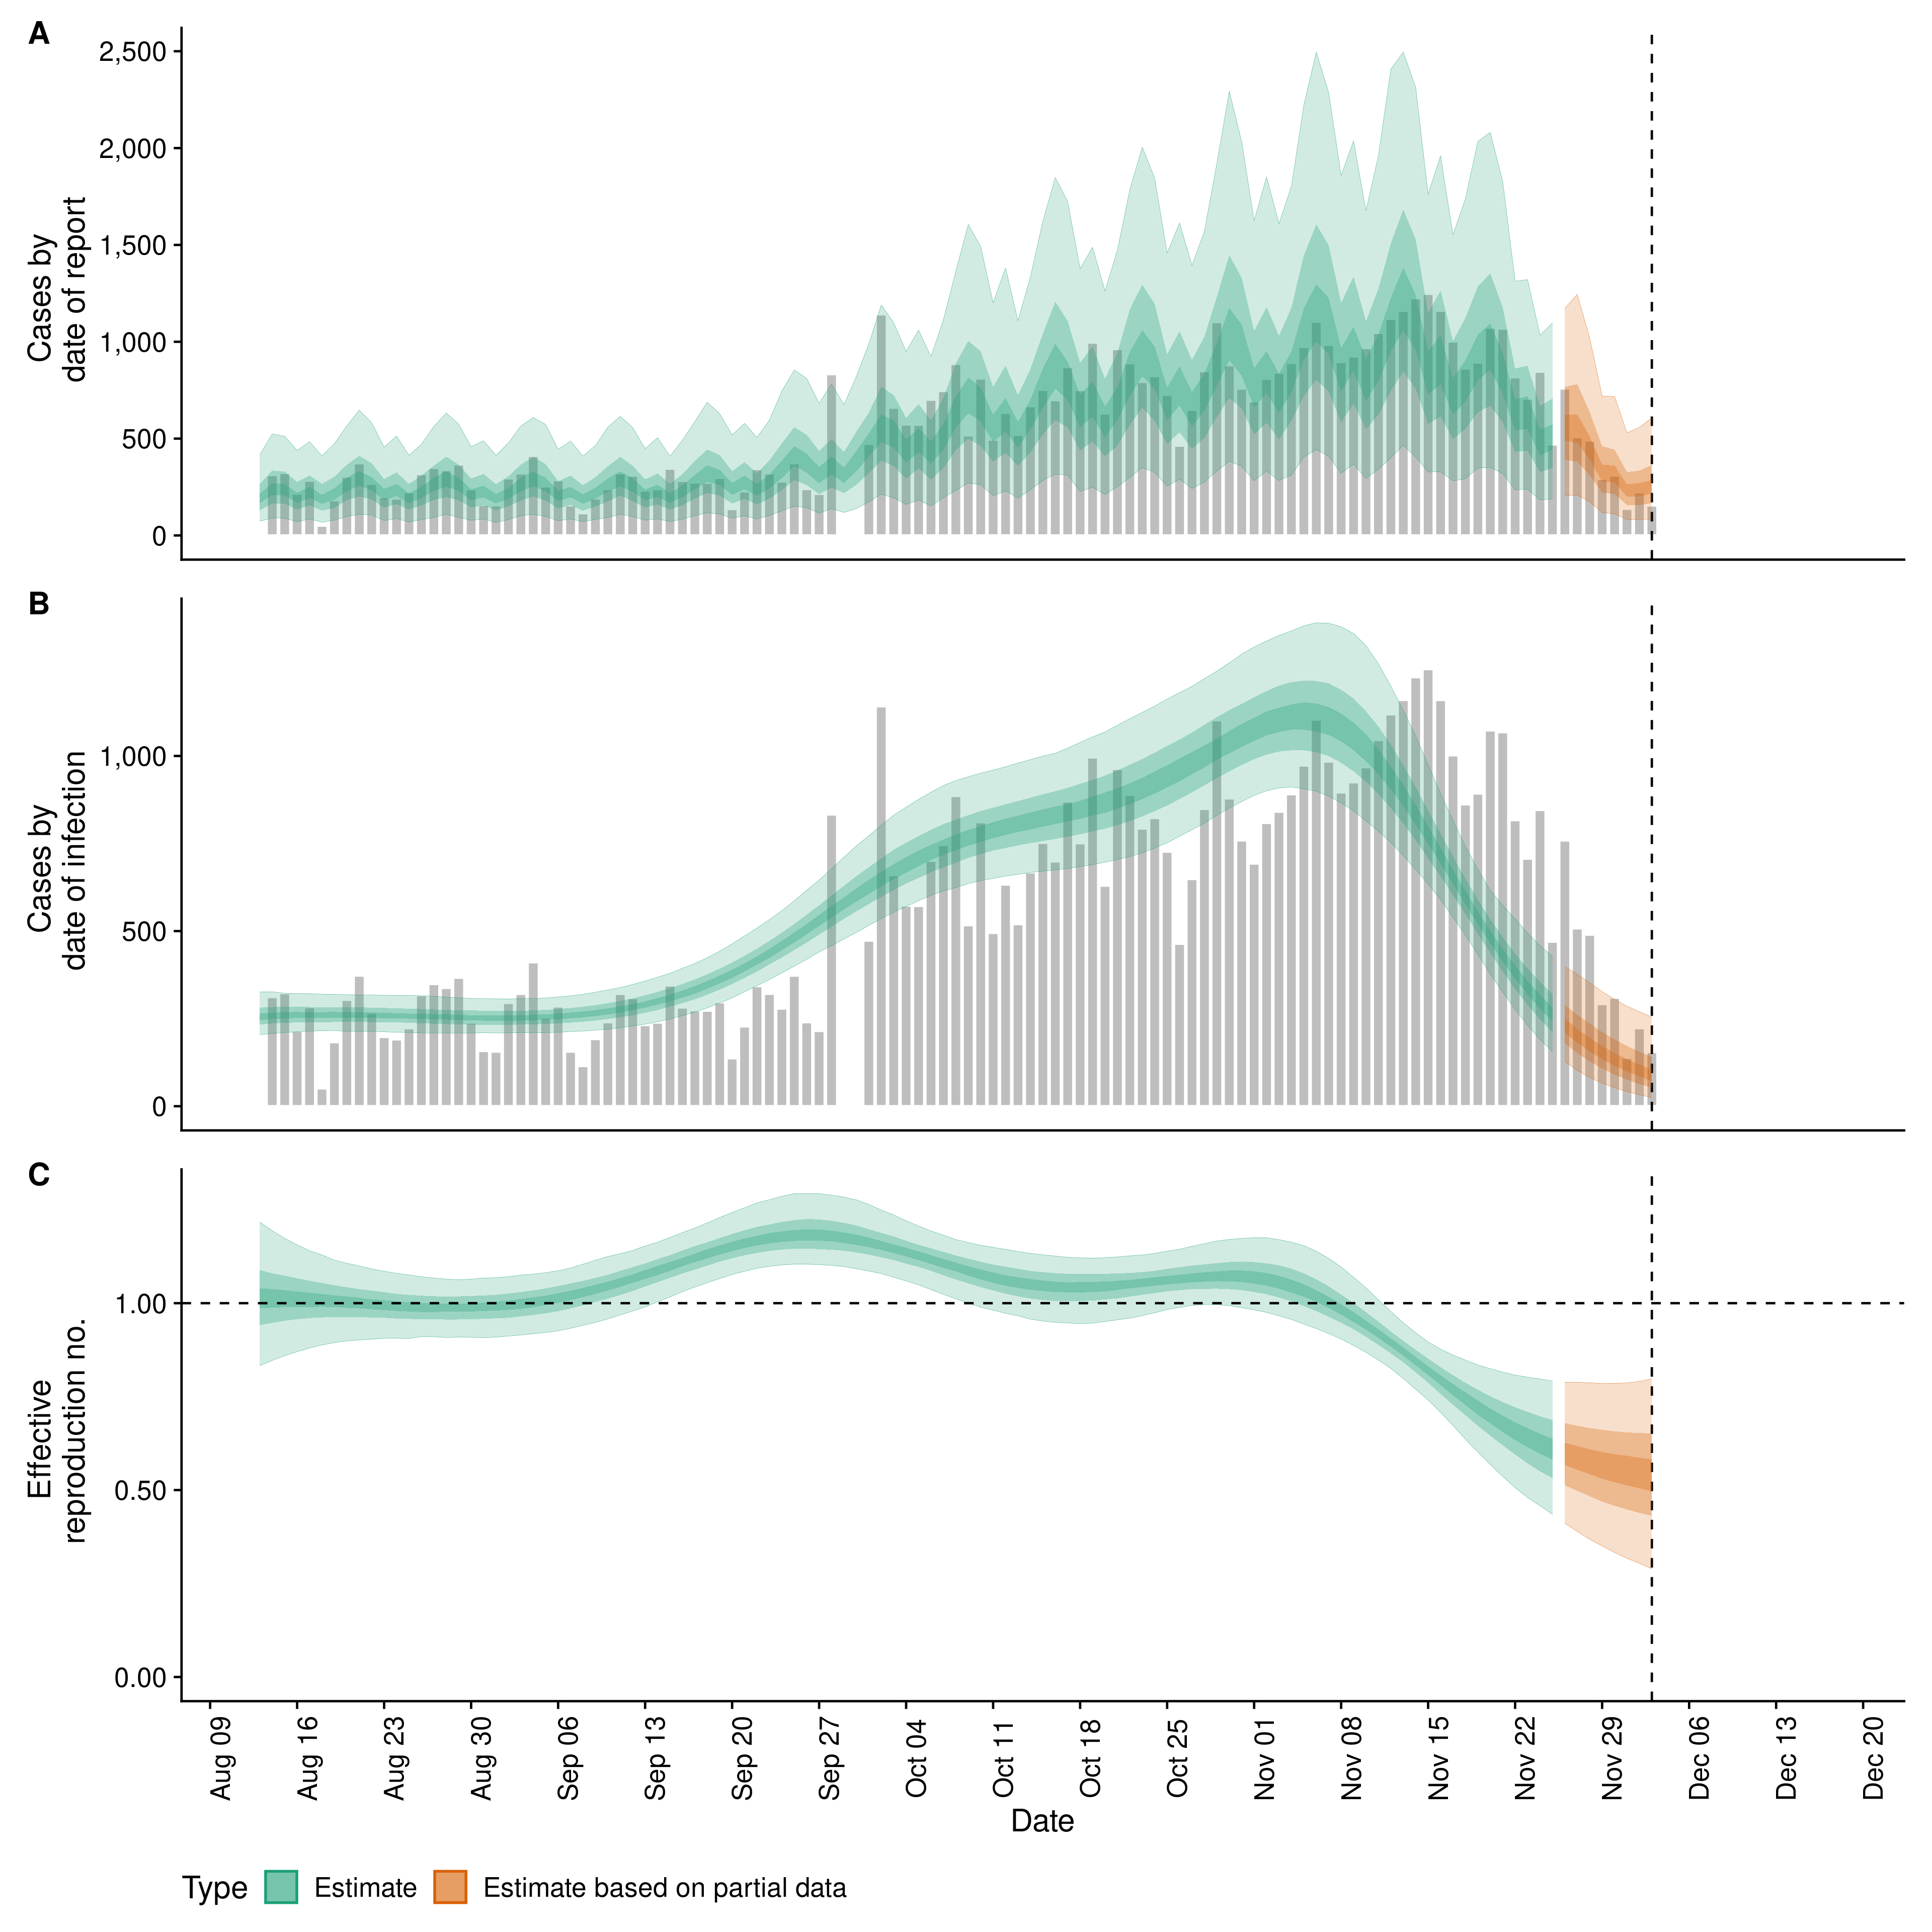 A
2,500
2,000
1,500
1,000
500
0
Cases by
date of report
B
1,000
500
0
Cases by
date of infection
C
1.00
0.50
0.00
Effective
reproduction no.
Aug 09
Aug 16
Aug 23
Aug 30
Sep 06
Sep 13
Sep 20
Sep 27
Oct 04
Oct 11
Oct 18
Oct 25
Nov 01
Nov 08
Nov 15
Nov 22
Nov 29
Dec 06
Dec 13
Dec 20
Date
Type Estimate Estimate based on partial data